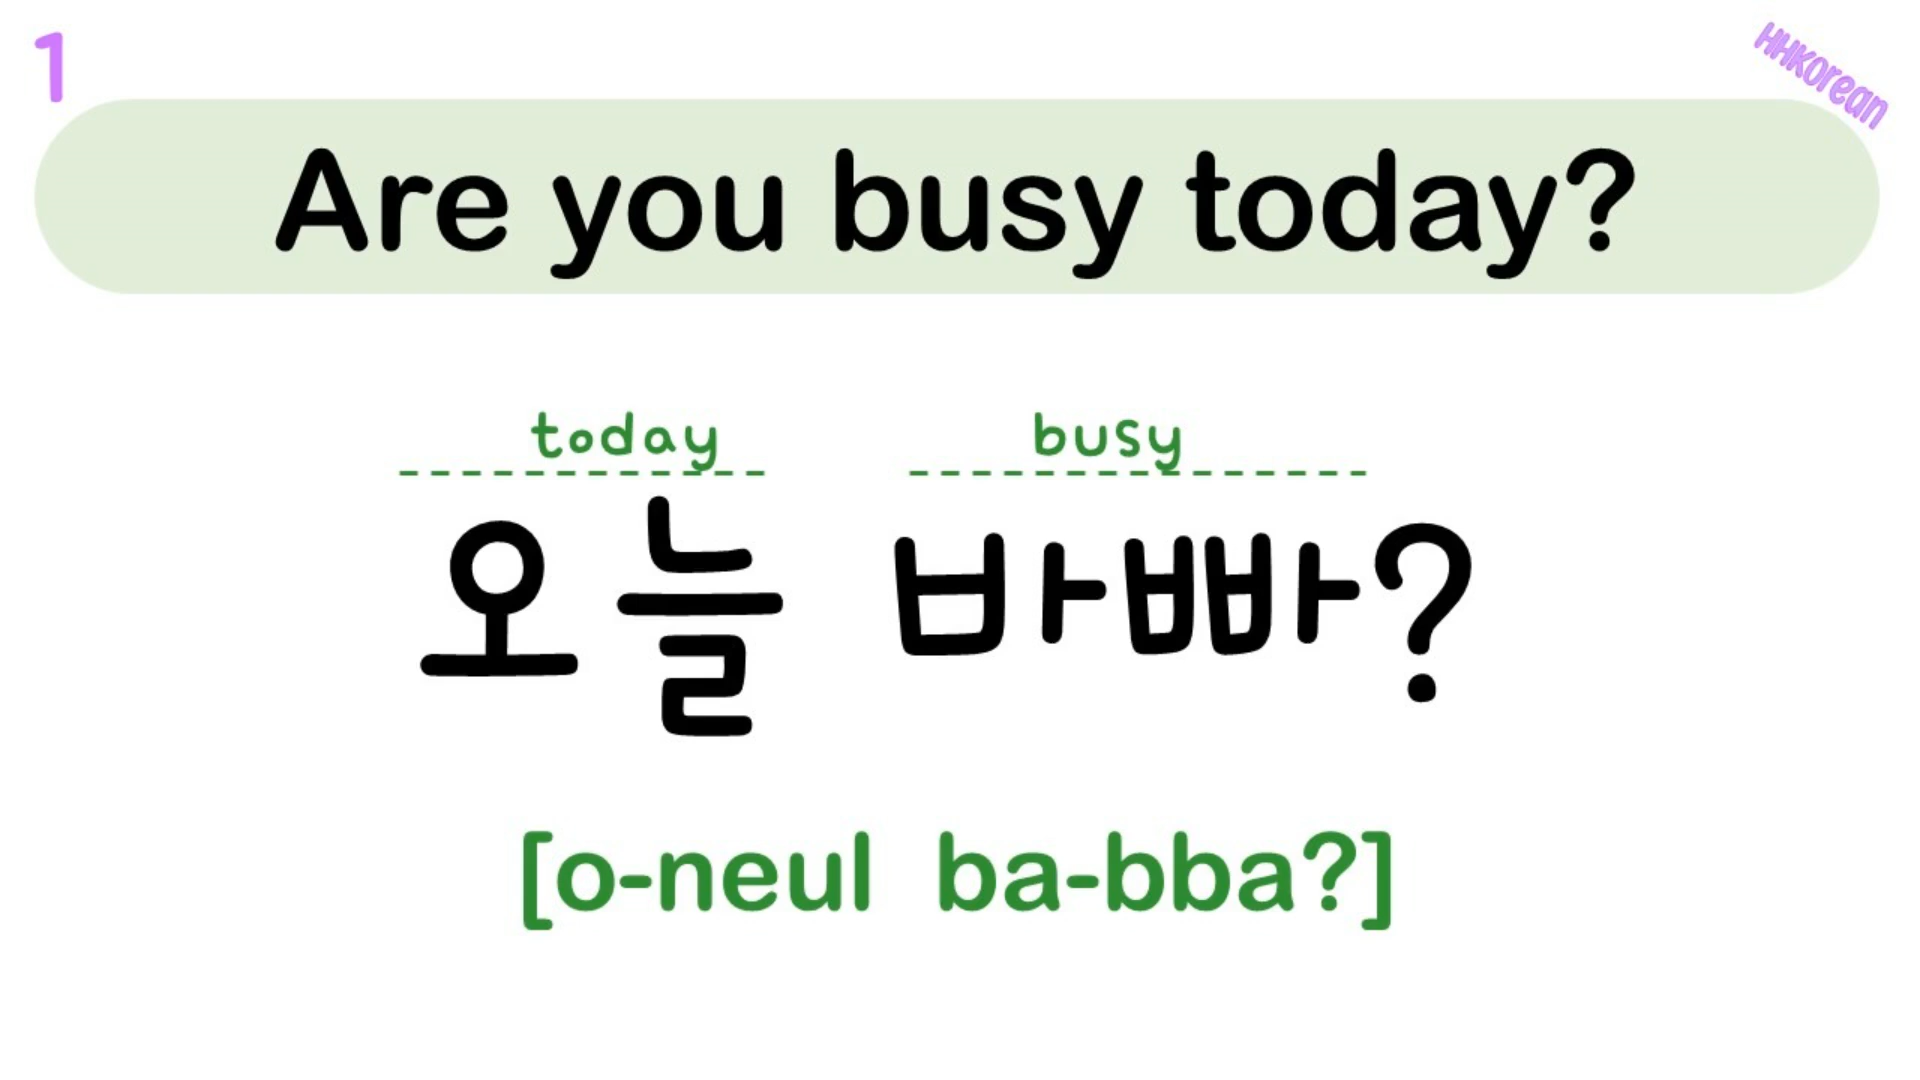 1
HHKorean
Are you busy today?
today busy
오늘 바빠?
[o-neul ba-bba?]